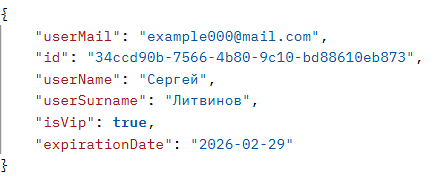 {
"userMail": "example000@mail.com",
"id": "34ccd90b-7566-4b80-9c10-bd88610eb873",
"userName": "Сергей",
"userSurname": "Литвинов",
"isVip": true,
"expirationDate": "2026-02-29"
}